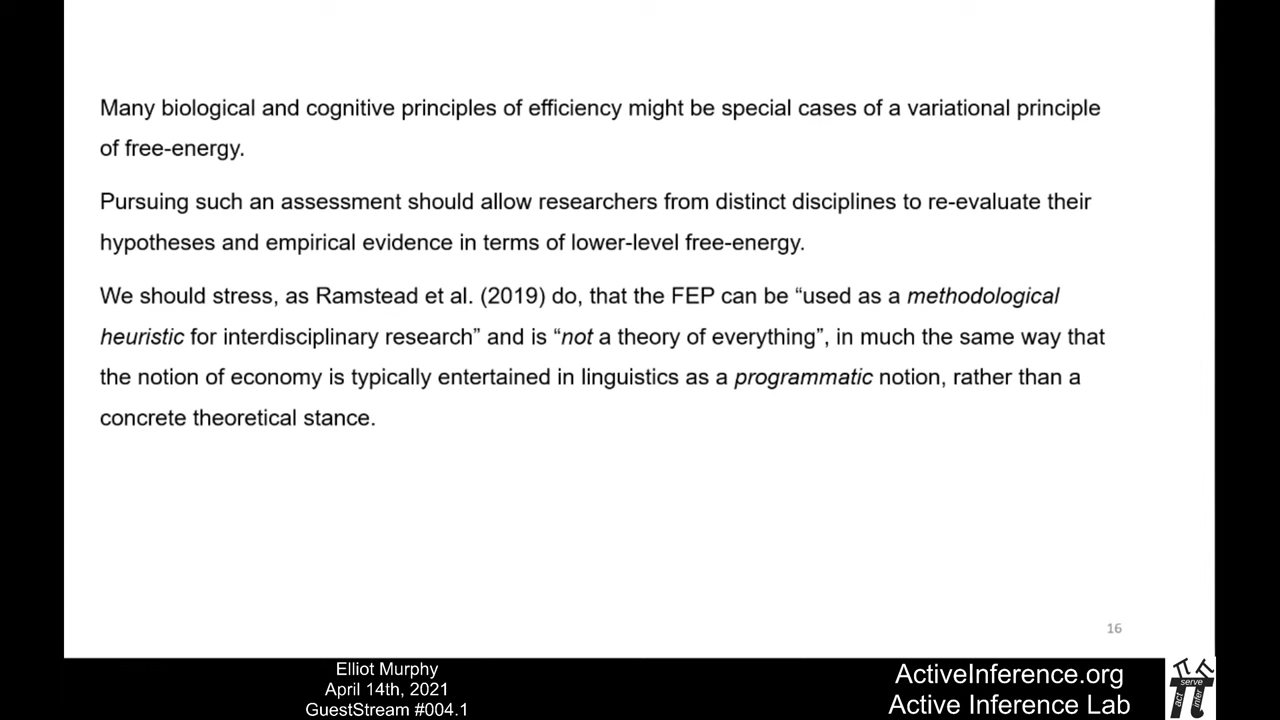 Many biological and cognitive principles of efficiency might be special cases of a variational principle
of free-energy.
Pursuing such an assessment should allow researchers from distinct disciplines to re-evaluate their
hypotheses and empirical evidence in terms of lower-level free-energy.
We should stress, as Ramstead et al. (2019) do, that the FEP can be “used as a methodological
heuristic for interdisciplinary research” and is “not a theory of everything”, in much the same way that
the notion of economy is typically entertained in linguistics as a programmatic notion, rather than a
concrete theoretical stance.
16
Elliot Murphy
April 14th, 2021
GuestStream #004.1
ActiveInference.org
Active Inference Lab
serve
act
infer